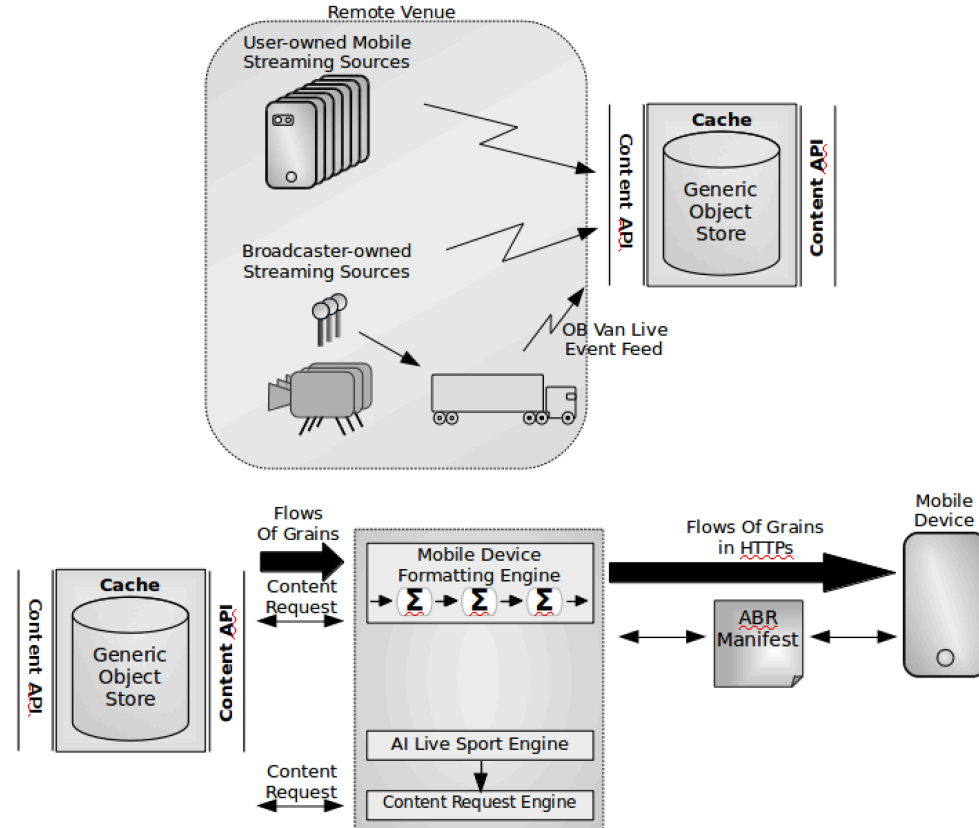 Remote Venue
User-owned Mobile
Streaming Sources
Cache
Content API
Generic
Object
Store
Content API
Broadcaster-owned
Streaming Sources
OB Van Live
Event Feed
Flows
Of Grains
Content
Request
Mobile Device
Formatting Engine
Σ Σ Σ
Flows Of Grains
in HTTPs
Mobile
Device
ABR
Manifest
Content API
Cache
Generic
Object
Store
Content API
AI Live Sport Engine
Content
Request
Content Request Engine